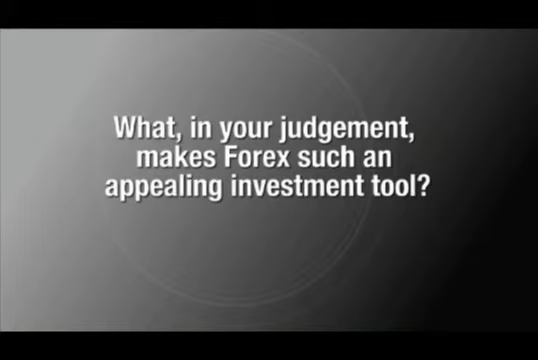 What, in your judgement,
makes Forex such an
appealing investment tool?